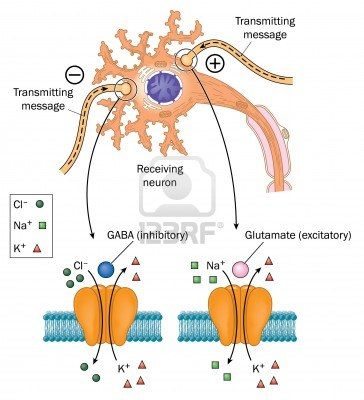 Transmitting
message
+
−
Transmitting
message
Receiving
neuron
123RF
Cl−
Na+
K+
GABA (inhibitory)
Glutamate (excitatory)
Cl−
Na+
K+
K+